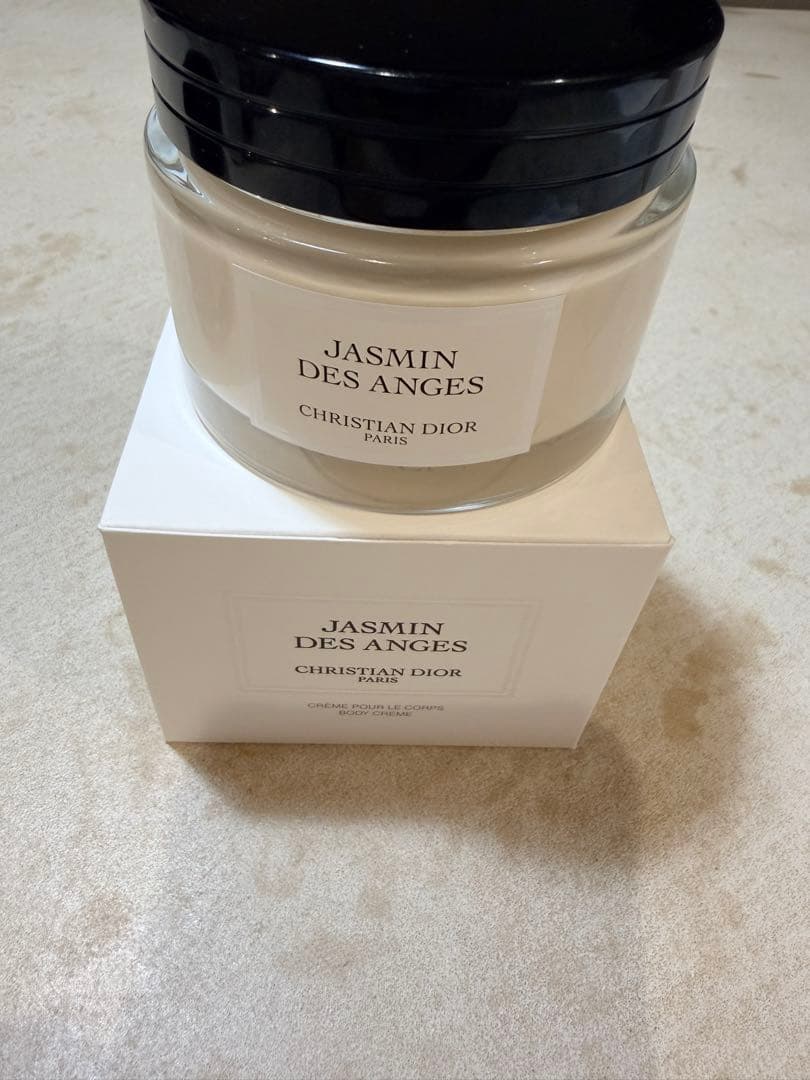 JASMIN
DES ANGES
CHRISTIAN DIOR
PARIS
JASMIN
DES ANGES
CHRISTIAN DIOR
PARIS
CRÈME POUR LE CORPS
BODY CREME